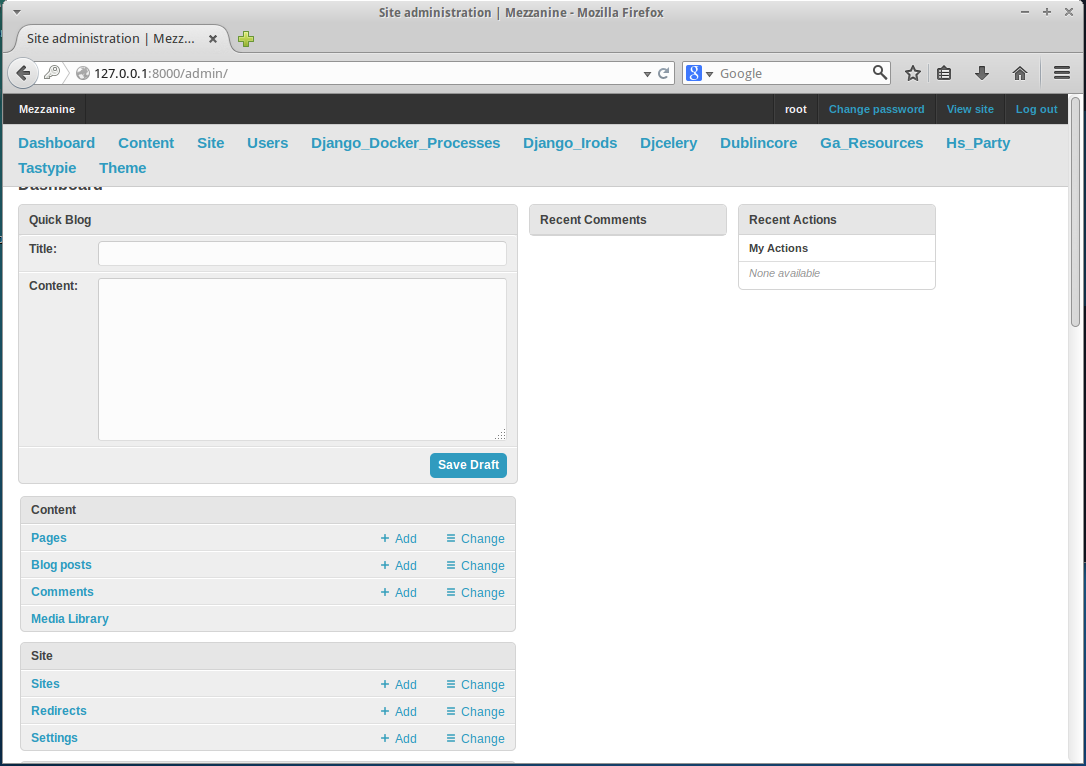 Site administration | Mezzanine - Mozilla Firefox
Site administration | Mezz...
127.0.0.1:8000/admin/
8 Google
Mezzanine root Change password View site Log out
Dashboard Content Site Users Django_Docker_Processes Django_Irods Djcelery Dublincore Ga_Resources Hs_Party
Tastypie Theme
Dashboard
Quick Blog Recent Comments Recent Actions
Title: My Actions
None available
Content:
Save Draft
Content
Pages Add Change
Blog posts Add Change
Comments Add Change
Media Library
Site
Sites Add Change
Redirects Add Change
Settings Add Change